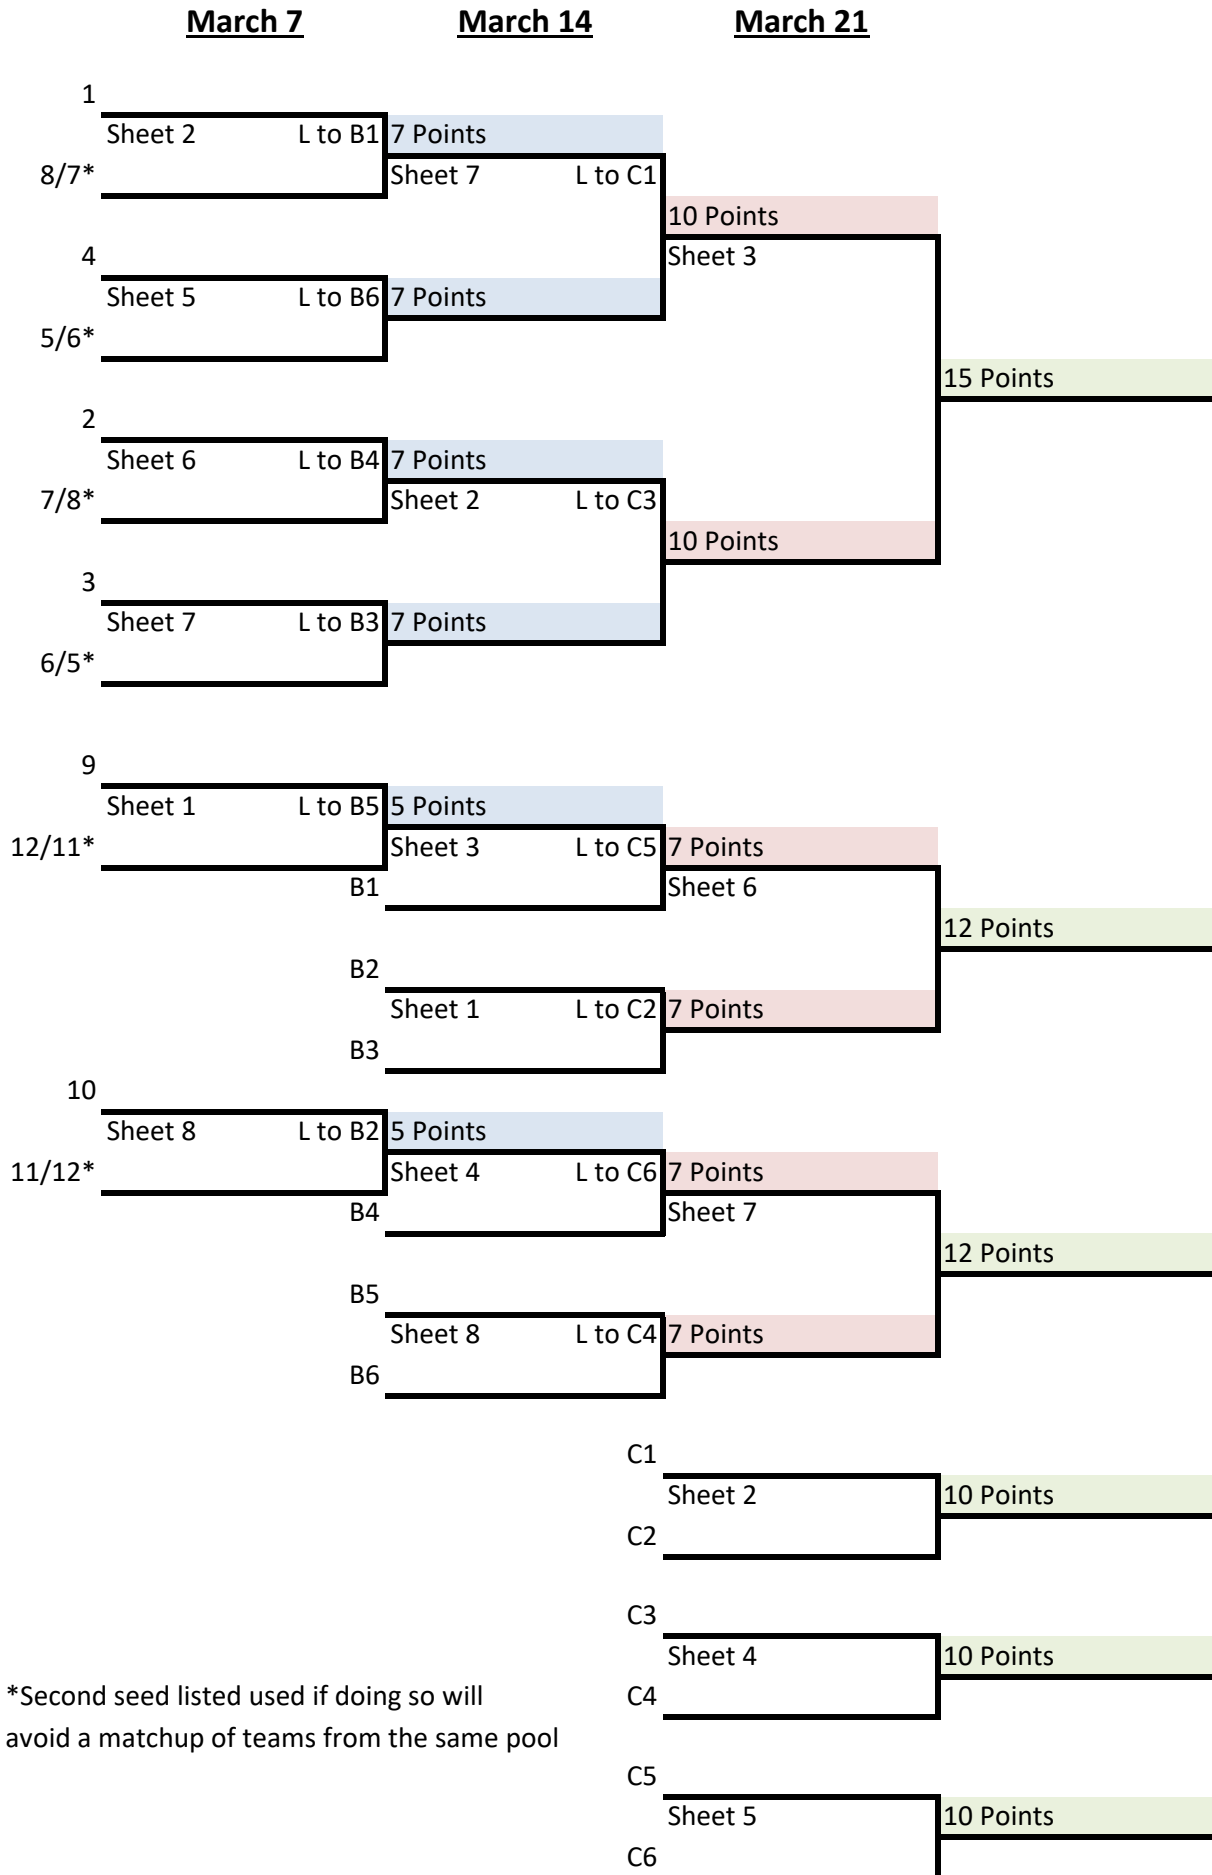 March 7 March 14 March 21
1
Sheet 2 L to B1 7 Points
8/7* Sheet 7 L to C1
10 Points
4 Sheet 3
Sheet 5 L to B6 7 Points
5/6*
15 Points
2
Sheet 6 L to B4 7 Points
7/8* Sheet 2 L to C3
10 Points
3
Sheet 7 L to B3 7 Points
6/5*
9
Sheet 1 L to B5 5 Points
12/11* Sheet 3 L to C5 7 Points
B1 Sheet 6
12 Points
B2
Sheet 1 L to C2 7 Points
B3
10
Sheet 8 L to B2 5 Points
11/12* Sheet 4 L to C6 7 Points
B4 Sheet 7
12 Points
B5
Sheet 8 L to C4 7 Points
B6
C1
Sheet 2 10 Points
C2
C3
Sheet 4 10 Points
*Second seed listed used if doing so will C4
avoid a matchup of teams from the same pool
C5
Sheet 5 10 Points
C6